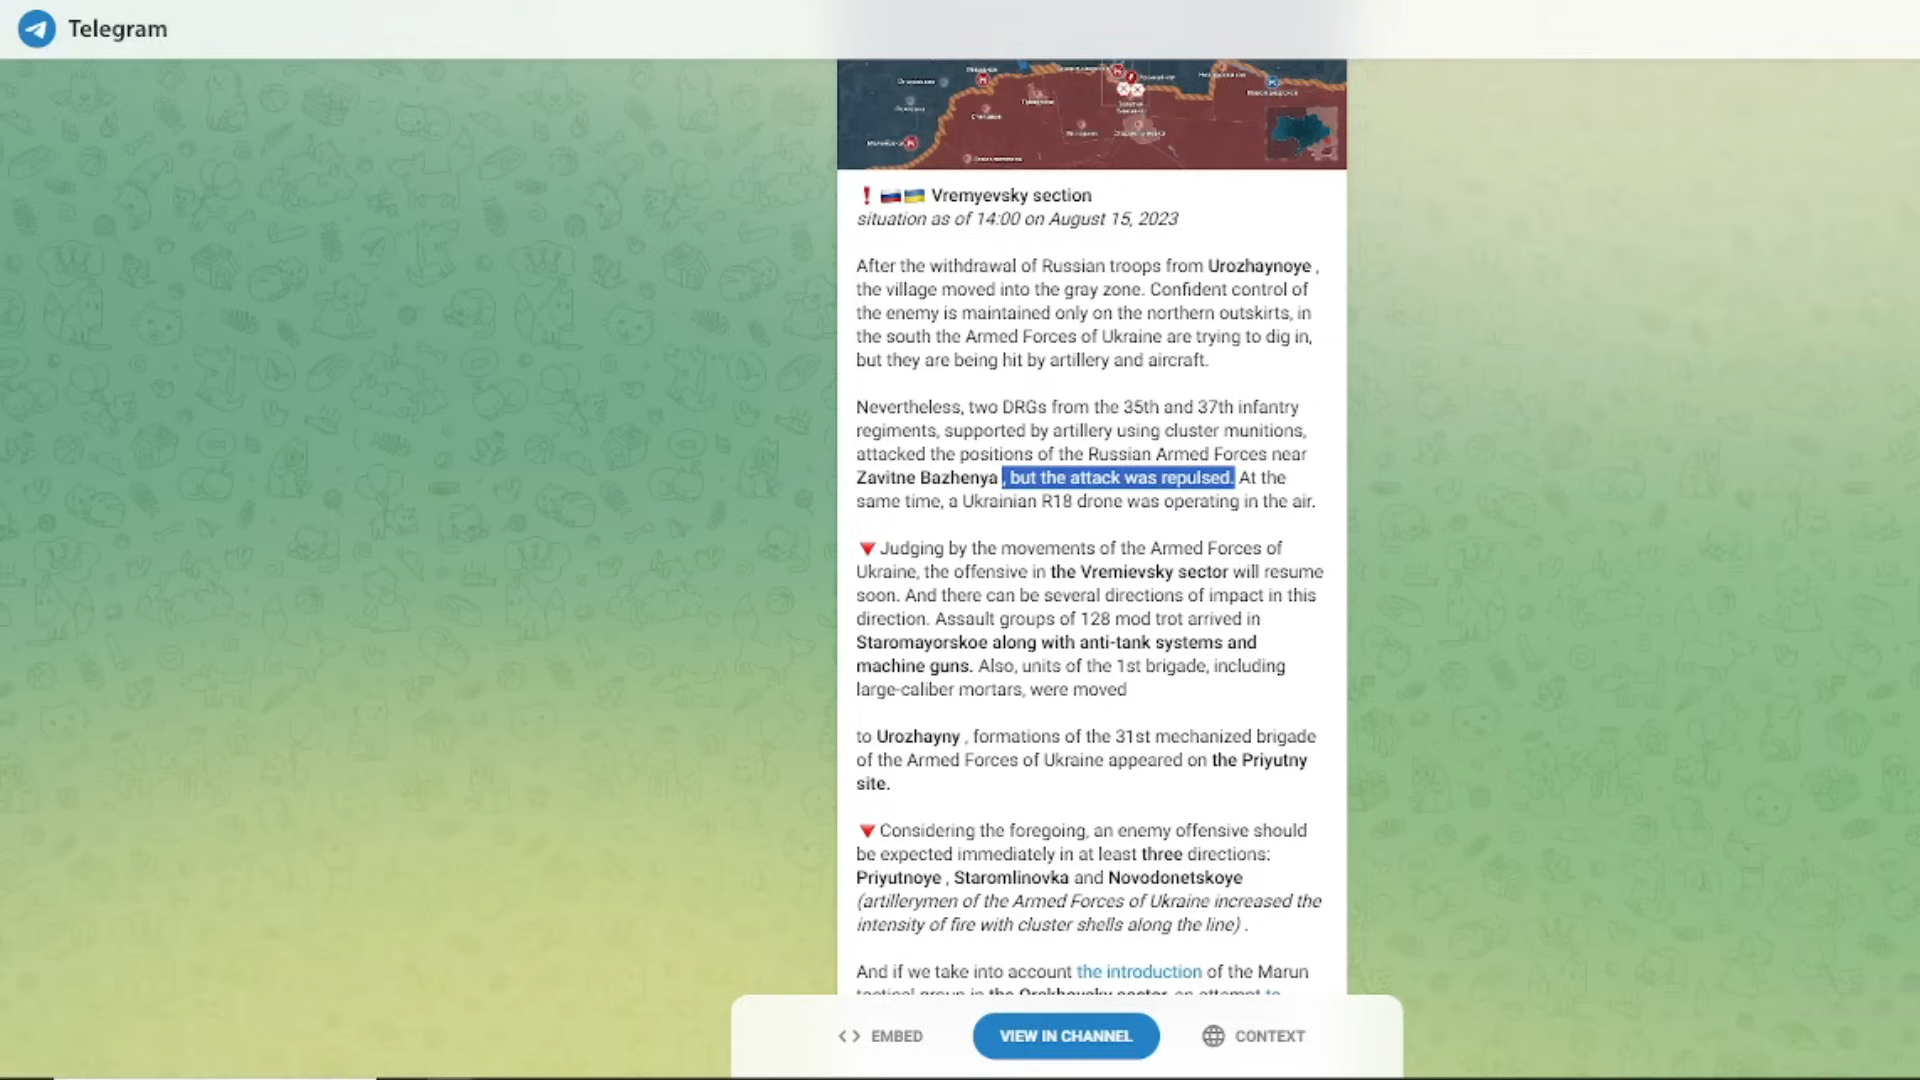 Telegram
Vremyevsky section
situation as of 14:00 on August 15, 2023
After the withdrawal of Russian troops from Urozhaynoye ,
the village moved into the gray zone. Confident control of
the enemy is maintained only on the northern outskirts, in
the south the Armed Forces of Ukraine are trying to dig in,
but they are being hit by artillery and aircraft.
Nevertheless, two DRGs from the 35th and 37th infantry
regiments, supported by artillery using cluster munitions,
attacked the positions of the Russian Armed Forces near
Zavitne Bazhenya , but the attack was repulsed. At the
same time, a Ukrainian R18 drone was operating in the air.
Judging by the movements of the Armed Forces of
Ukraine, the offensive in the Vremievsky sector will resume
soon. And there can be several directions of impact in this
direction. Assault groups of 128 mod trot arrived in
Staromayorskoe along with anti-tank systems and
machine guns. Also, units of the 1st brigade, including
large-caliber mortars, were moved
to Urozhayny , formations of the 31st mechanized brigade
of the Armed Forces of Ukraine appeared on the Priyutny
site.
Considering the foregoing, an enemy offensive should
be expected immediately in at least three directions:
Priyutnoye , Staromlinovka and Novodonetskoye
(artillerymen of the Armed Forces of Ukraine increased the
intensity of fire with cluster shells along the line) .
And if we take into account the introduction of the Marun
tactical group in the Orekhovsky sector, an attempt to
<> EMBED
VIEW IN CHANNEL
CONTEXT